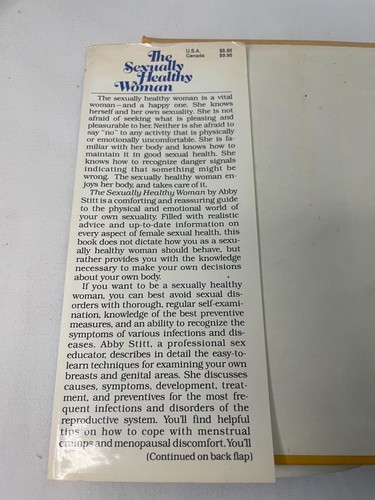 The
Sexually
Healthy
Woman
U.S.A. $8.95
Canada $9.95
The sexually healthy woman is a vital
woman—and a happy one. She knows
herself and her own sexuality. She is not
afraid of seeking what is pleasing and
pleasurable to her. Neither is she afraid to
say "no" to any activity that is physically
or emotionally uncomfortable. She is fa-
miliar with her body and knows how to
maintain it in good sexual health. She
knows how to recognize danger signals
indicating that something might be
wrong. The sexually healthy woman en-
joys her body, and takes care of it.
The Sexually Healthy Woman by Abby
Stitt is a comforting and reassuring guide
to the physical and emotional world of
your own sexuality. Filled with realistic
advice and up-to-date information on
every aspect of female sexual health, this
book does not dictate how you as a sexu-
ally healthy woman should behave, but
rather provides you with the knowledge
necessary to make your own decisions
about your own body.
If you want to be a sexually healthy
woman, you can best avoid sexual dis-
orders with thorough, regular self-exami-
nation, knowledge of the best preventive
measures, and an ability to recognize the
symptoms of various infections and dis-
eases. Abby Stitt, a professional sex
educator, describes in detail the easy-to-
learn techniques for examining your own
breasts and genital areas. She discusses
causes, symptoms, development, treat-
ment, and preventives for the most fre-
quent infections and disorders of the
reproductive system. You'll find helpful
tips on how to cope with menstrual
cramps and menopausal discomfort. You'll
(Continued on back flap)